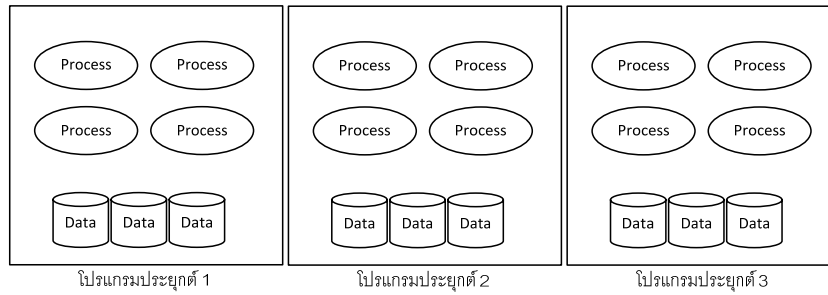 Process Process Process Process Process Process
Process Process Process Process Process Process
Data Data Data Data Data Data Data Data Data
โปรแกรมประยุกต์ 1 โปรแกรมประยุกต์ 2 โปรแกรมประยุกต์ 3